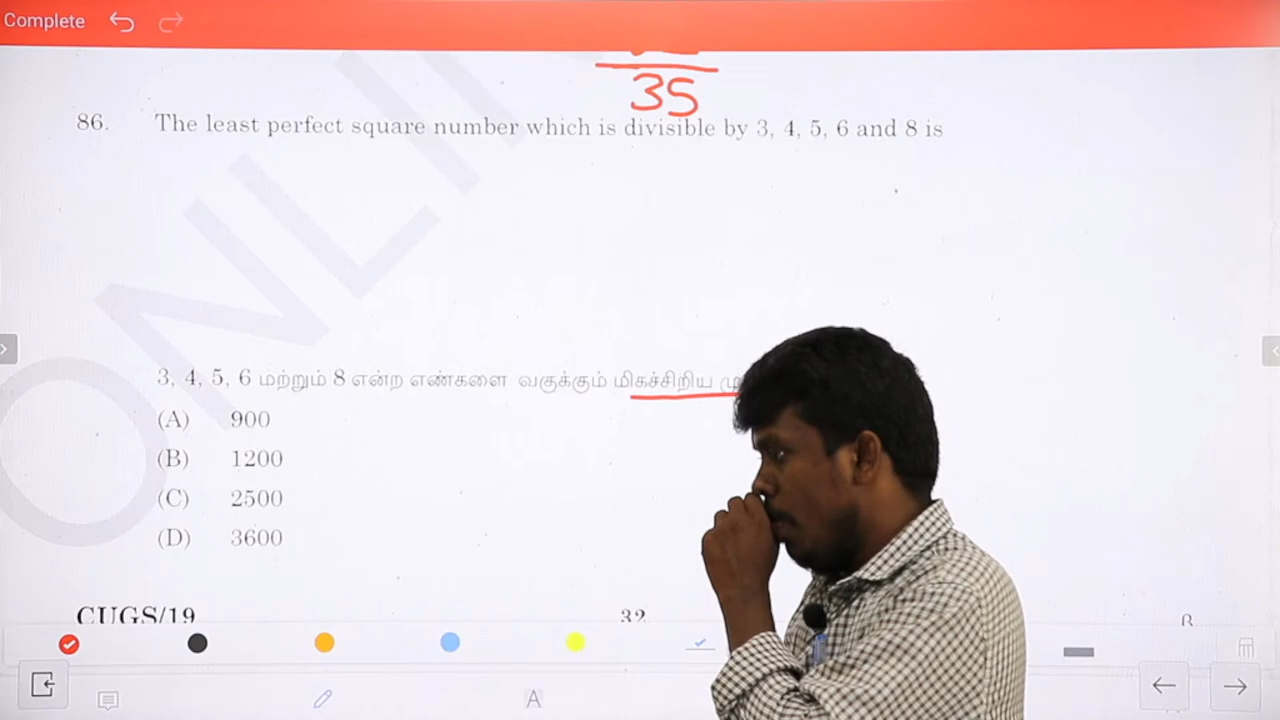 Complete
35
86. The least perfect square number which is divisible by 3, 4, 5, 6 and 8 is
3, 4, 5, 6 மற்றும் 8 என்ற எண்களை வகுக்கும் மிகச்சிறிய
(A) 900
(B) 1200
(C) 2500
(D) 3600
CUGS/19 32
A